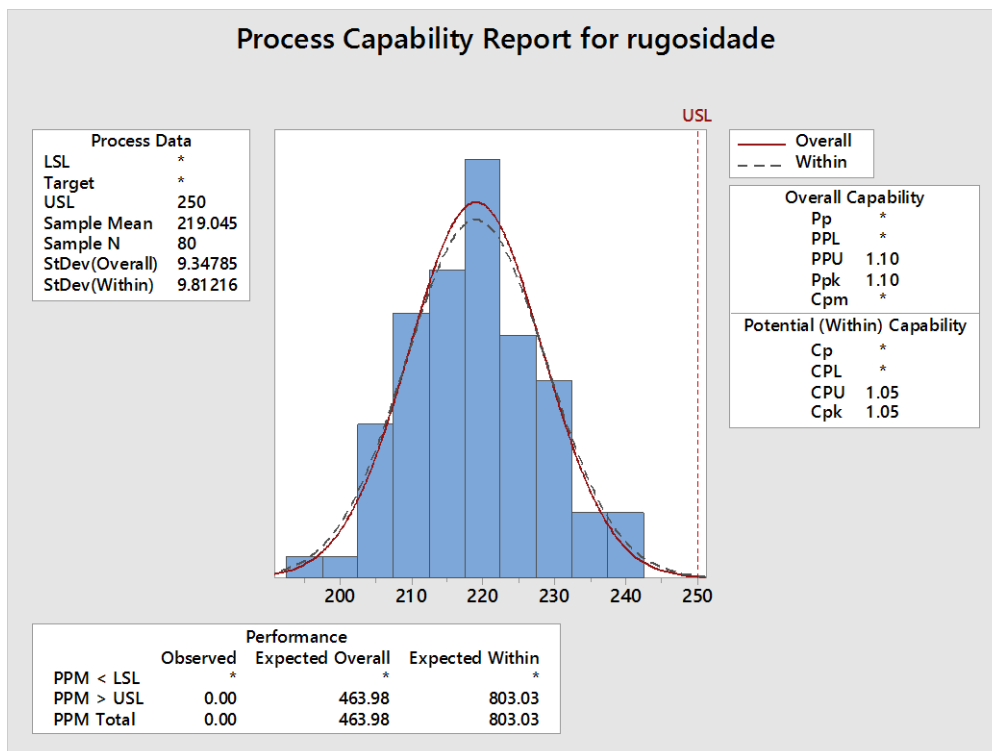 Process Capability Report for rugosidade
Process Data
LSL *
Target *
USL 250
Sample Mean 219.045
Sample N 80
StDev(Overall) 9.34785
StDev(Within) 9.81216
USL
200 210 220 230 240 250
Overall
Within
Overall Capability
Pp *
PPL *
PPU 1.10
Ppk 1.10
Cpm *
Potential (Within) Capability
Cp *
CPL *
CPU 1.05
Cpk 1.05
Performance
Observed Expected Overall Expected Within
PPM < LSL * * *
PPM > USL 0.00 463.98 803.03
PPM Total 0.00 463.98 803.03